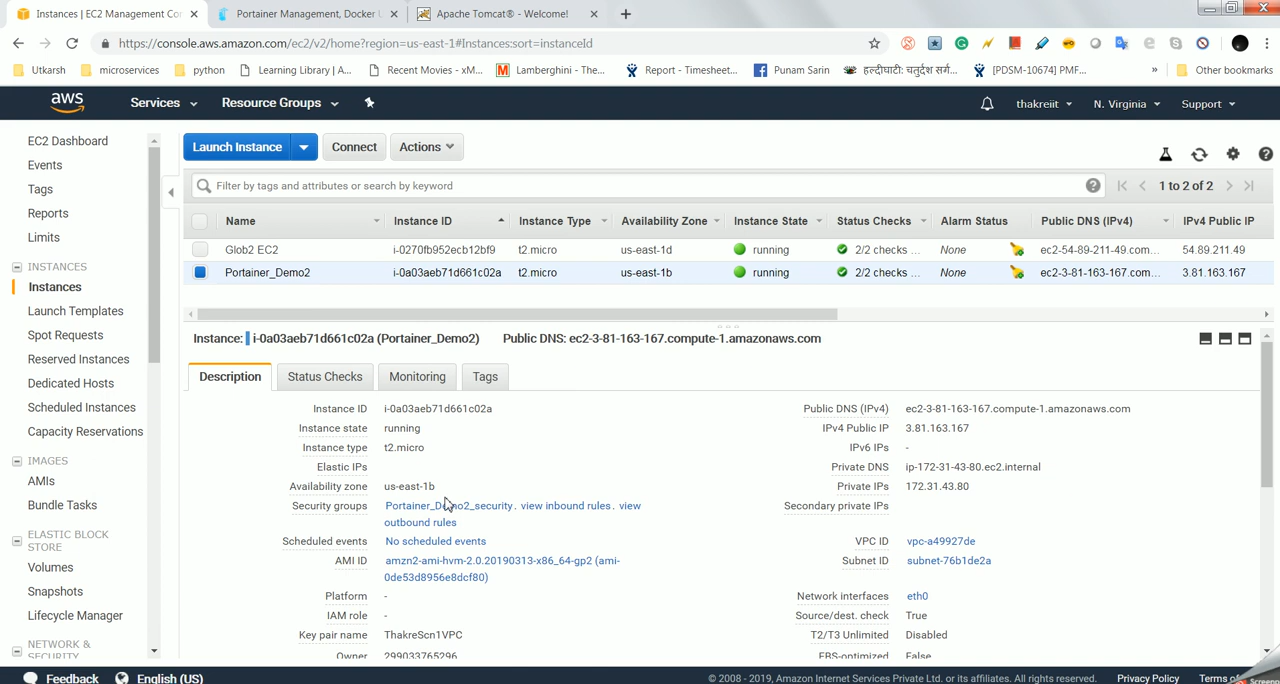 Instances | EC2 Management Con
Portainer Management, Docker U
Apache Tomcat® - Welcome!
https://console.aws.amazon.com/ec2/v2/home?region=us-east-1#Instances:sort=instanceId
Utkarsh
microservices
python
Learning Library | A...
Recent Movies - xM...
Lamberghini - The...
Report - Timesheet...
Punam Sarin
हल्दीघाटी: चतुर्दश सर्ग...
[PDSM-10674] PMF...
»
Other bookmarks
aws
Services
Resource Groups
thakreiit
N. Virginia
Support
EC2 Dashboard
Events
Tags
Reports
Limits
INSTANCES
Instances
Launch Templates
Spot Requests
Reserved Instances
Dedicated Hosts
Scheduled Instances
Capacity Reservations
IMAGES
AMIs
Bundle Tasks
ELASTIC BLOCK
STORE
Volumes
Snapshots
Lifecycle Manager
NETWORK &
SECURITY
Launch Instance
Connect
Actions
Filter by tags and attributes or search by keyword
1 to 2 of 2
Name Instance ID Instance Type Availability Zone Instance State Status Checks Alarm Status Public DNS (IPv4) IPv4 Public IP
Glob2 EC2 i-0270fb952ecb12bf9 t2.micro us-east-1d running 2/2 checks ... None ec2-54-89-211-49.com... 54.89.211.49
Portainer_Demo2 i-0a03aeb71d661c02a t2.micro us-east-1b running 2/2 checks ... None ec2-3-81-163-167.com... 3.81.163.167
Instance: i-0a03aeb71d661c02a (Portainer_Demo2) Public DNS: ec2-3-81-163-167.compute-1.amazonaws.com
Description
Status Checks
Monitoring
Tags
Instance ID i-0a03aeb71d661c02a
Instance state running
Instance type t2.micro
Elastic IPs
Availability zone us-east-1b
Security groups Portainer_Demo2_security. view inbound rules. view
outbound rules
Scheduled events No scheduled events
AMI ID amzn2-ami-hvm-2.0.20190313-x86_64-gp2 (ami-
0de53d8956e8dcf80)
Platform -
IAM role -
Key pair name ThakreScn1VPC
Owner 299033765296
Public DNS (IPv4) ec2-3-81-163-167.compute-1.amazonaws.com
IPv4 Public IP 3.81.163.167
IPv6 IPs -
Private DNS ip-172-31-43-80.ec2.internal
Private IPs 172.31.43.80
Secondary private IPs
VPC ID vpc-a49927de
Subnet ID subnet-76b1de2a
Network interfaces eth0
Source/dest. check True
T2/T3 Unlimited Disabled
EBS-optimized False
Feedback
English (US)
© 2008 - 2019, Amazon Internet Services Private Ltd. or its affiliates. All rights reserved.
Privacy Policy
Terms of